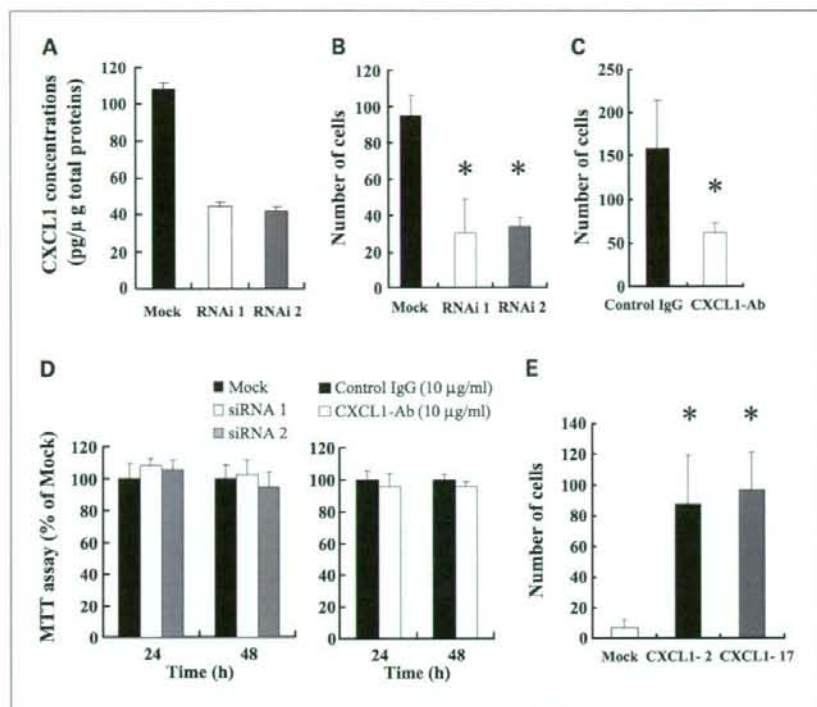 A
CXCL1 concentrations
(pg/μ g total proteins)
120
100
80
60
40
20
0
Mock RNAi 1 RNAi 2
B
Number of cells
120
100
80
60
40
20
0
* *
Mock RNAi 1 RNAi 2
C
Number of cells
250
200
150
100
50
0
*
Control IgG CXCL1-Ab
D
Mock
siRNA 1
siRNA 2
Control IgG (10 μg/ml)
CXCL1-Ab (10 μg/ml)
MTT assay (% of Mock)
120
100
80
60
40
120
0
24 48
Time (h)
120
100
80
60
40
120
0
24 48
Time (h)
E
Number of cells
140
120
100
80
60
40
20
0
* *
Mock CXCL1- 2 CXCL1- 17